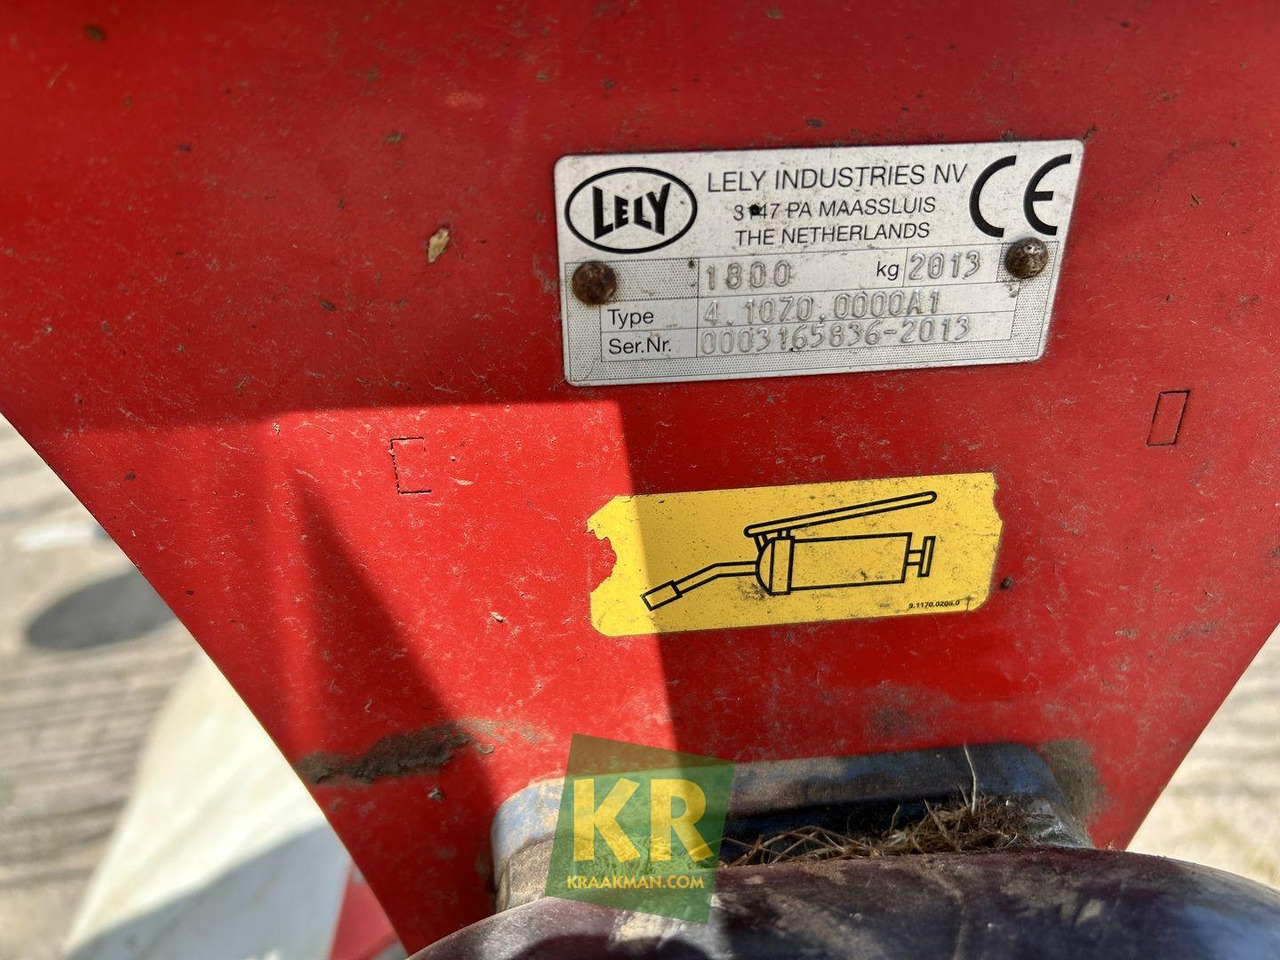 LELY
LELY INDUSTRIES NV
3147 PA MAASSLUIS
THE NETHERLANDS
CE
1800 kg 2013
Type 4.1070.0000A1
Ser.Nr. 0003165836-2013
9.1170.0206.0
KR
KRAAKMAN.COM